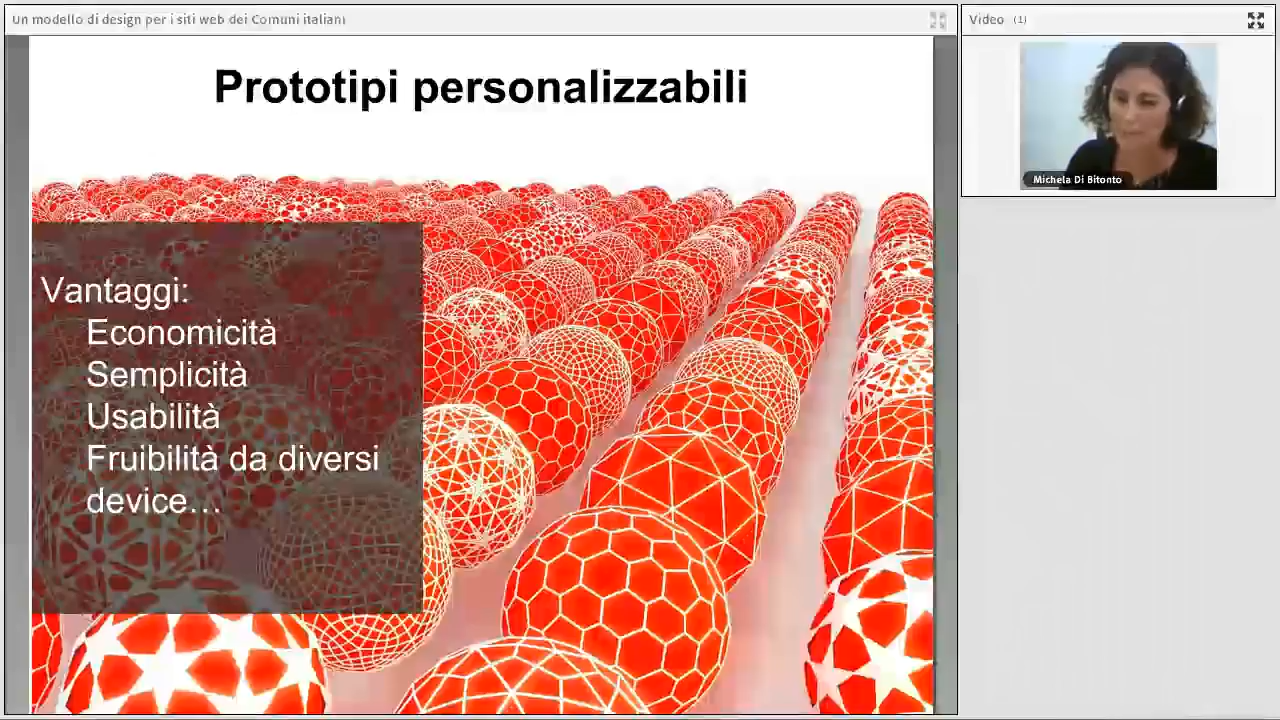 Un modello di design per i siti web dei Comuni italiani
Video (1)
Prototipi personalizzabili
Michela Di Bitonto
Vantaggi:
Economicità
Semplicità
Usabilità
Fruibilità da diversi
device…